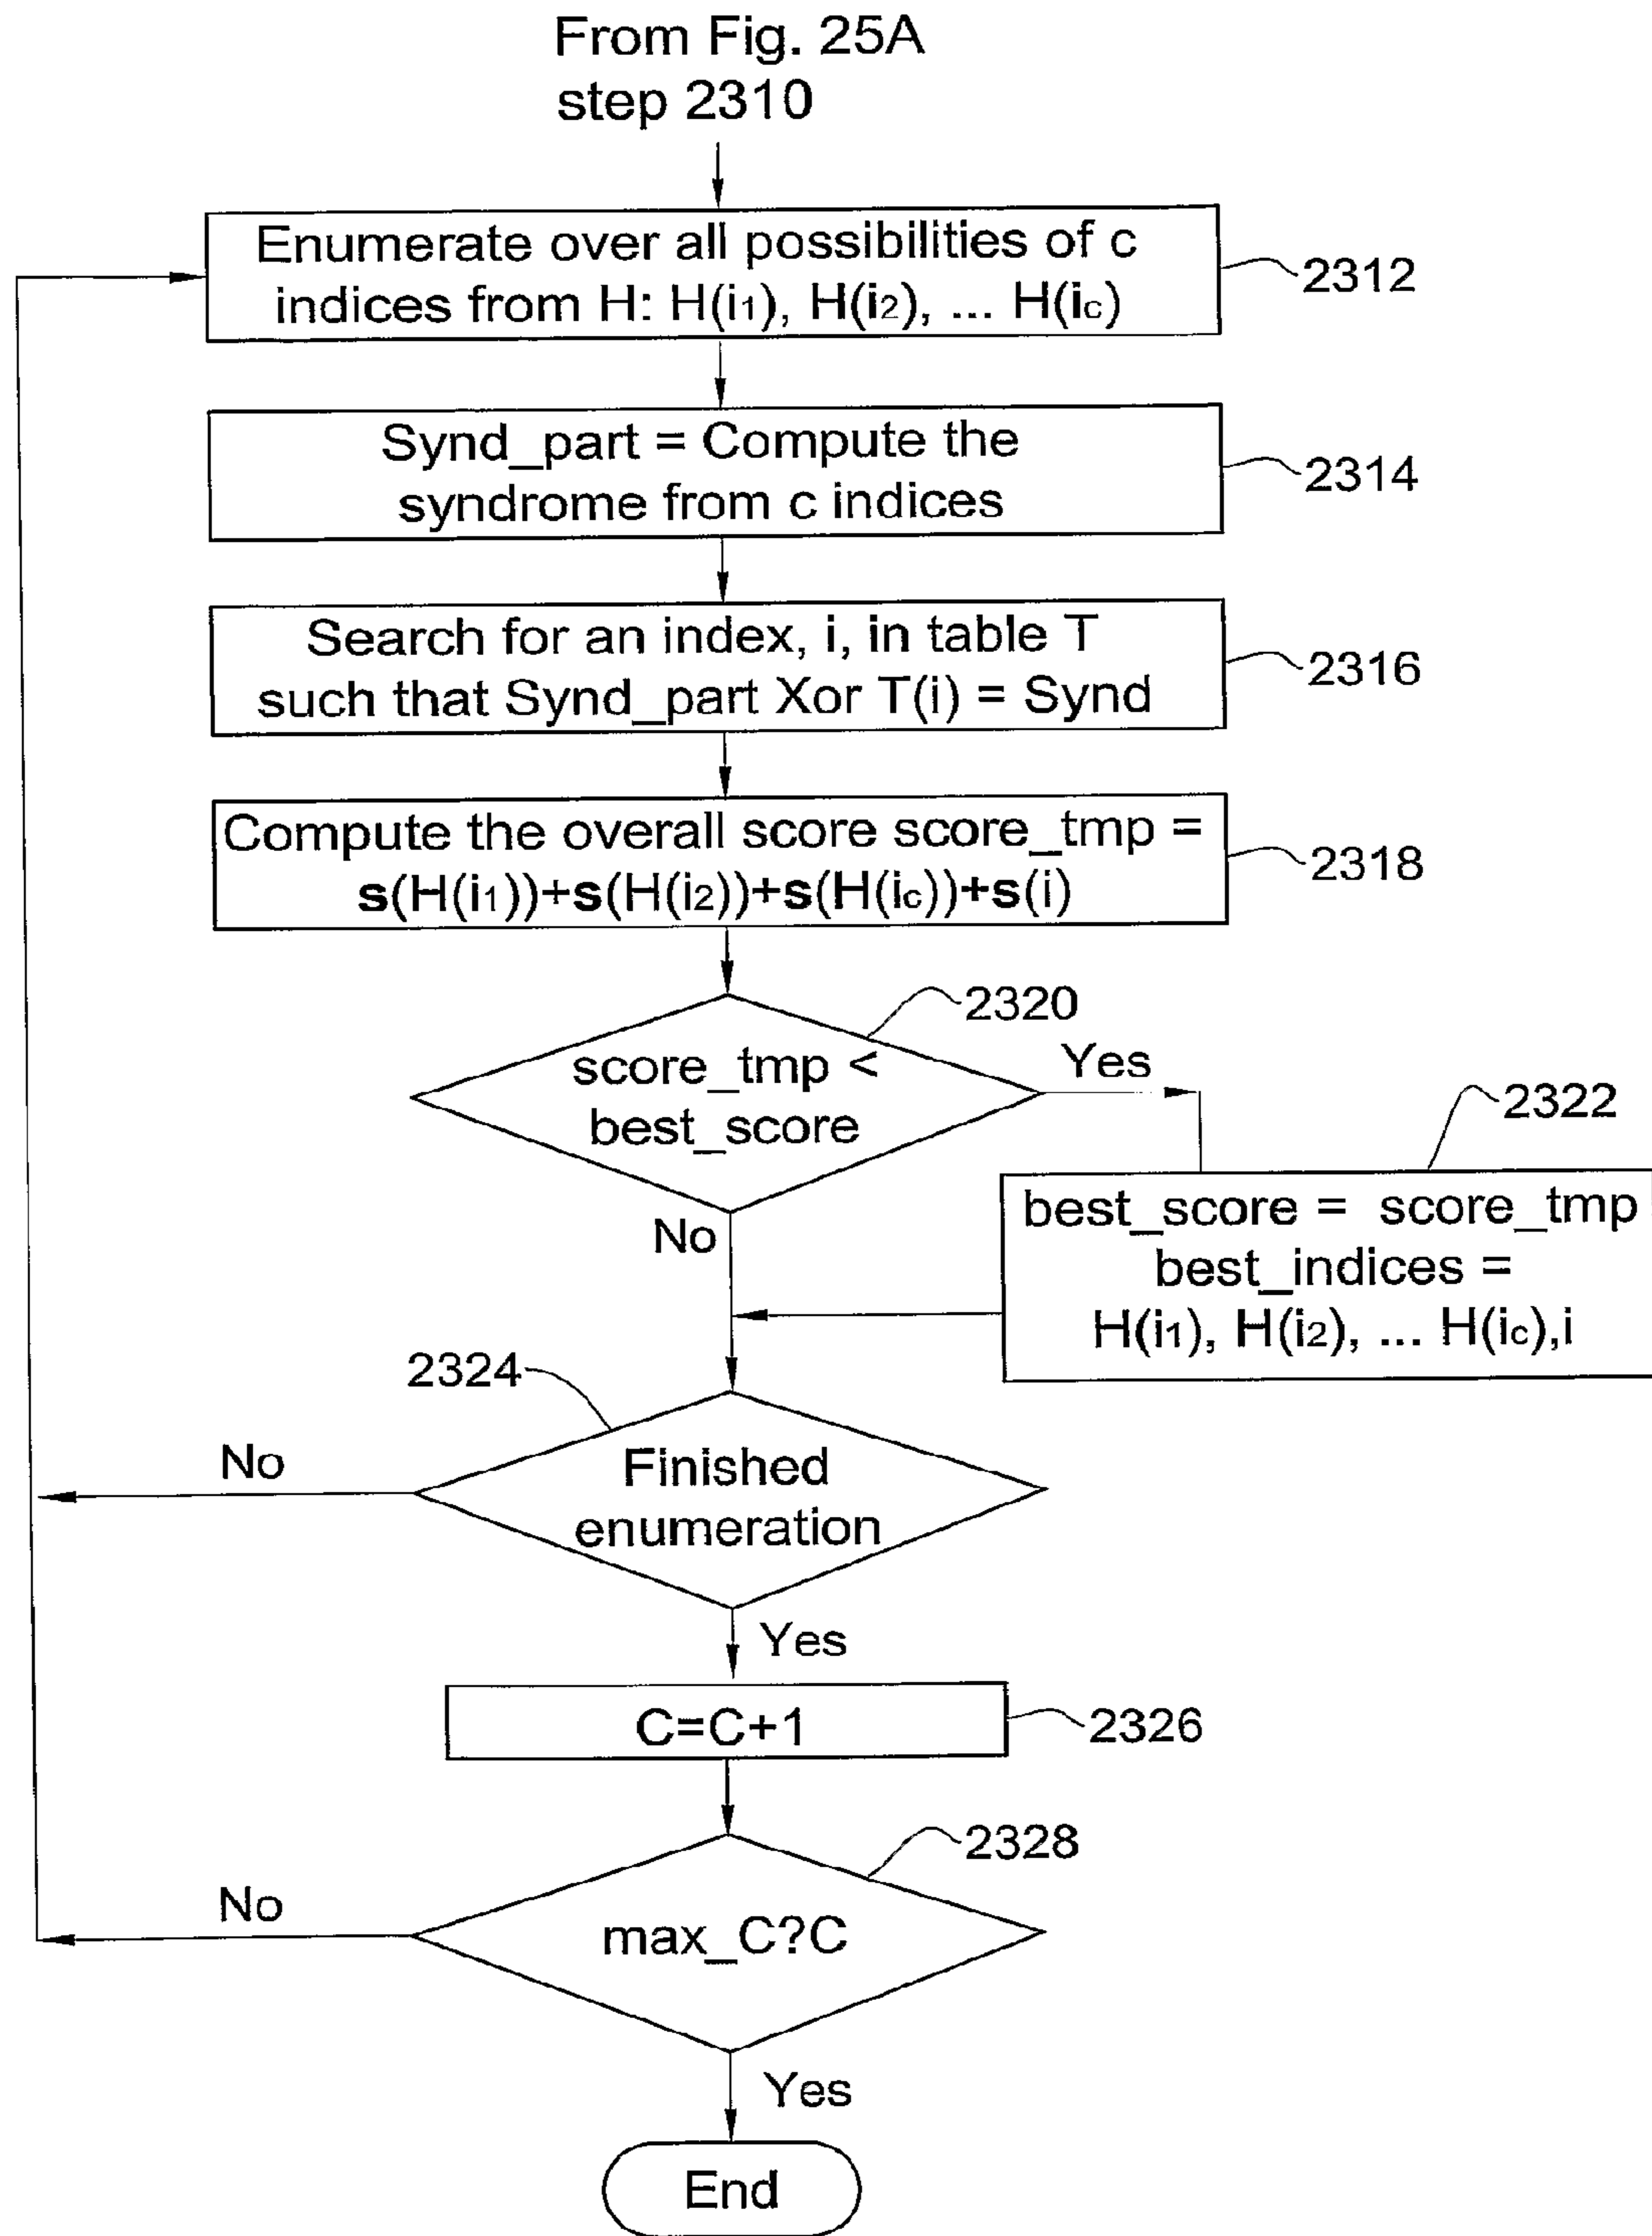 From Fig. 25A
step 2310
Enumerate over all possibilities of c
indices from H: H(i1), H(i2), ... H(ic)
2312
Synd_part = Compute the
syndrome from c indices
2314
Search for an index, i, in table T
such that Synd_part Xor T(i) = Synd
2316
Compute the overall score score_tmp =
s(H(i1))+s(H(i2))+s(H(ic))+s(i)
2318
2320
score_tmp <
best_score
Yes
No
2322
best_score = score_tmp
best_indices =
H(i1), H(i2), ... H(ic),i
2324
Finished
enumeration
No
Yes
C=C+1
2326
2328
max_C?C
No
Yes
End